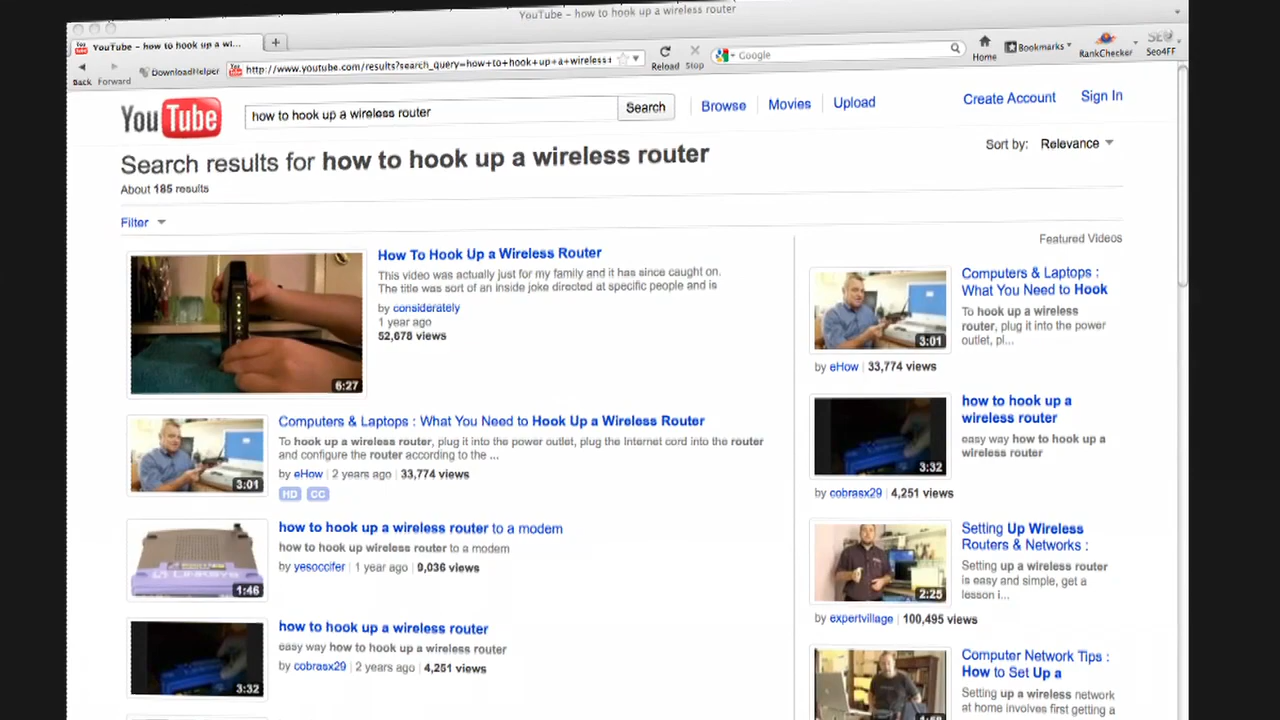 YouTube - how to hook up a wireless router
YouTube - how to hook up a wi...
+
Back Forward DownloadHelper http://www.youtube.com/results?search_query=how+to+hook+up+a+wireless+ Reload Stop Google Home Bookmarks RankChecker Seo4FF
YouTube how to hook up a wireless router Search Browse Movies Upload Create Account Sign In
Search results for how to hook up a wireless router
Sort by: Relevance
About 185 results
Filter
Featured Videos
How To Hook Up a Wireless Router
This video was actually just for my family and it has since caught on.
The title was sort of an inside joke directed at specific people and is
by considerately
1 year ago
52,678 views
6:27
Computers & Laptops : What You Need to Hook Up a Wireless Router
To hook up a wireless router, plug it into the power outlet, plug the Internet cord into the router
and configure the router according to the ...
by eHow | 2 years ago | 33,774 views
HD CC
3:01
how to hook up a wireless router to a modem
how to hook up wireless router to a modem
by yesoccifer | 1 year ago | 9,036 views
1:46
how to hook up a wireless router
easy way how to hook up a wireless router
by cobrasx29 | 2 years ago | 4,251 views
3:32
Computers & Laptops :
What You Need to Hook
To hook up a wireless
router, plug it into the power
outlet, pl...
3:01
by eHow | 33,774 views
how to hook up a
wireless router
easy way how to hook up a
wireless router
3:32
by cobrasx29 | 4,251 views
Setting Up Wireless
Routers & Networks :
Setting up a wireless router
is easy and simple, get a
lesson i...
2:25
by expertvillage | 100,495 views
Computer Network Tips :
How to Set Up a
Setting up a wireless network
at home involves first getting a